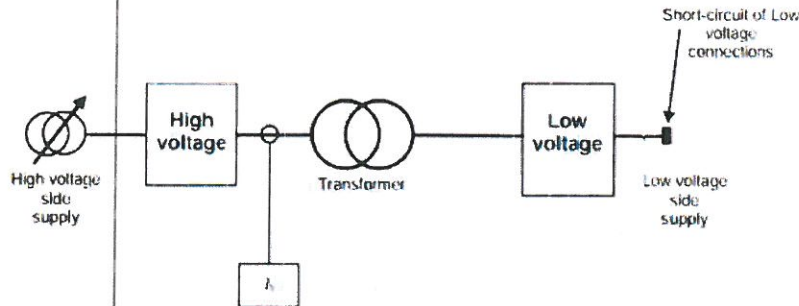 Short-circuit of Low
voltage
connections
High
voltage
Low
voltage
High voltage
side
supply
Transformer
Low voltage
side
supply